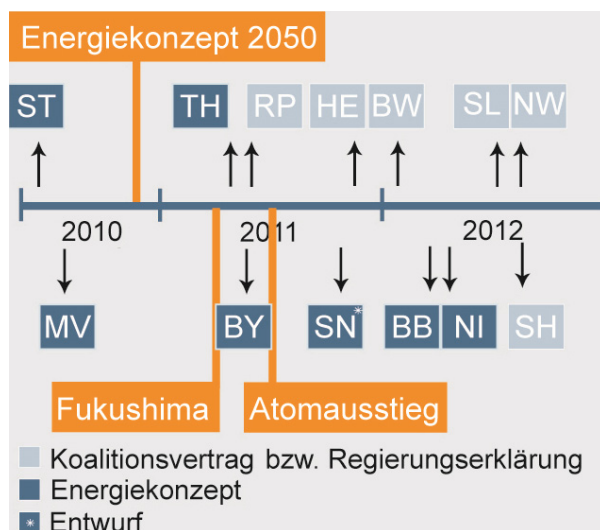 Energiekonzept 2050
ST TH RP HE BW SL NW
2010 2011 2012
MV BY SN* BB NI SH
Fukushima Atomausstieg
Koalitionsvertrag bzw. Regierungserklärung
Energiekonzept
* Entwurf